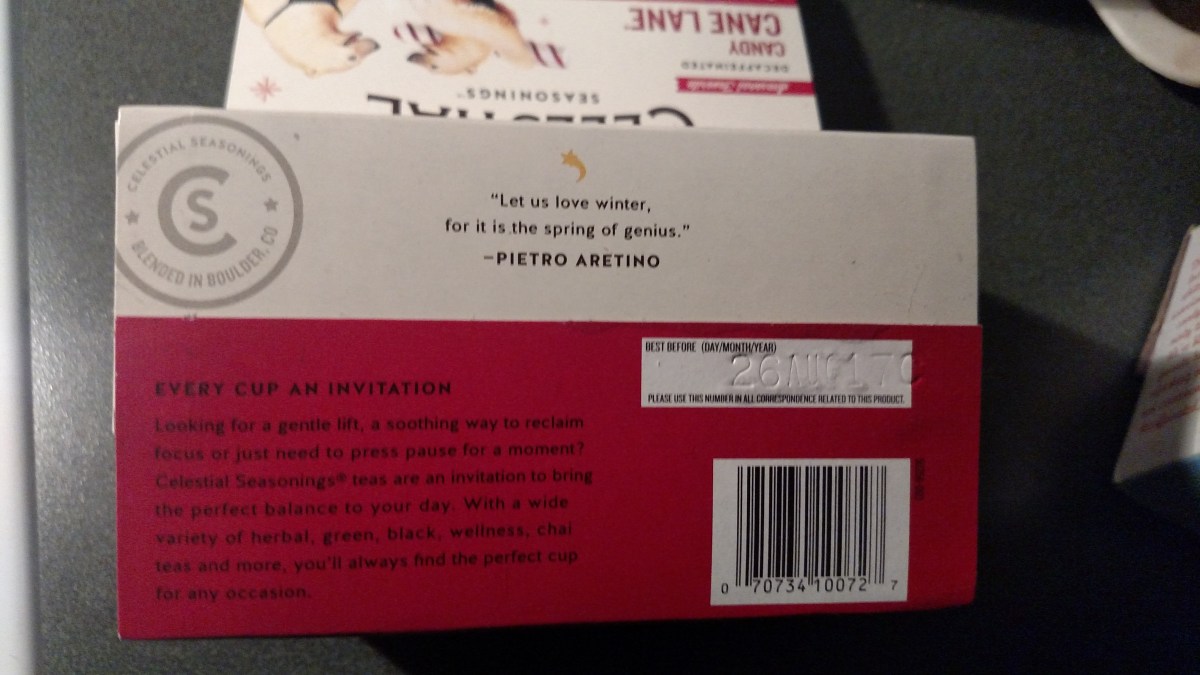 CANE LANE™
CANDY
DECAFFEINATED
SEASONINGS™
CELESTIAL SEASONINGS
CS
BLENDED IN BOULDER, CO
“Let us love winter,
for it is the spring of genius.”
–PIETRO ARETINO
BEST BEFORE (DAY/MONTH/YEAR)
26AUG17C
PLEASE USE THIS NUMBER IN ALL CORRESPONDENCE RELATED TO THIS PRODUCT.
EVERY CUP AN INVITATION
Looking for a gentle lift, a soothing way to reclaim
focus or just need to press pause for a moment?
Celestial Seasonings® teas are an invitation to bring
the perfect balance to your day. With a wide
variety of herbal, green, black, wellness, chai
teas and more, you'll always find the perfect cup
for any occasion.
0 70734 10072 7